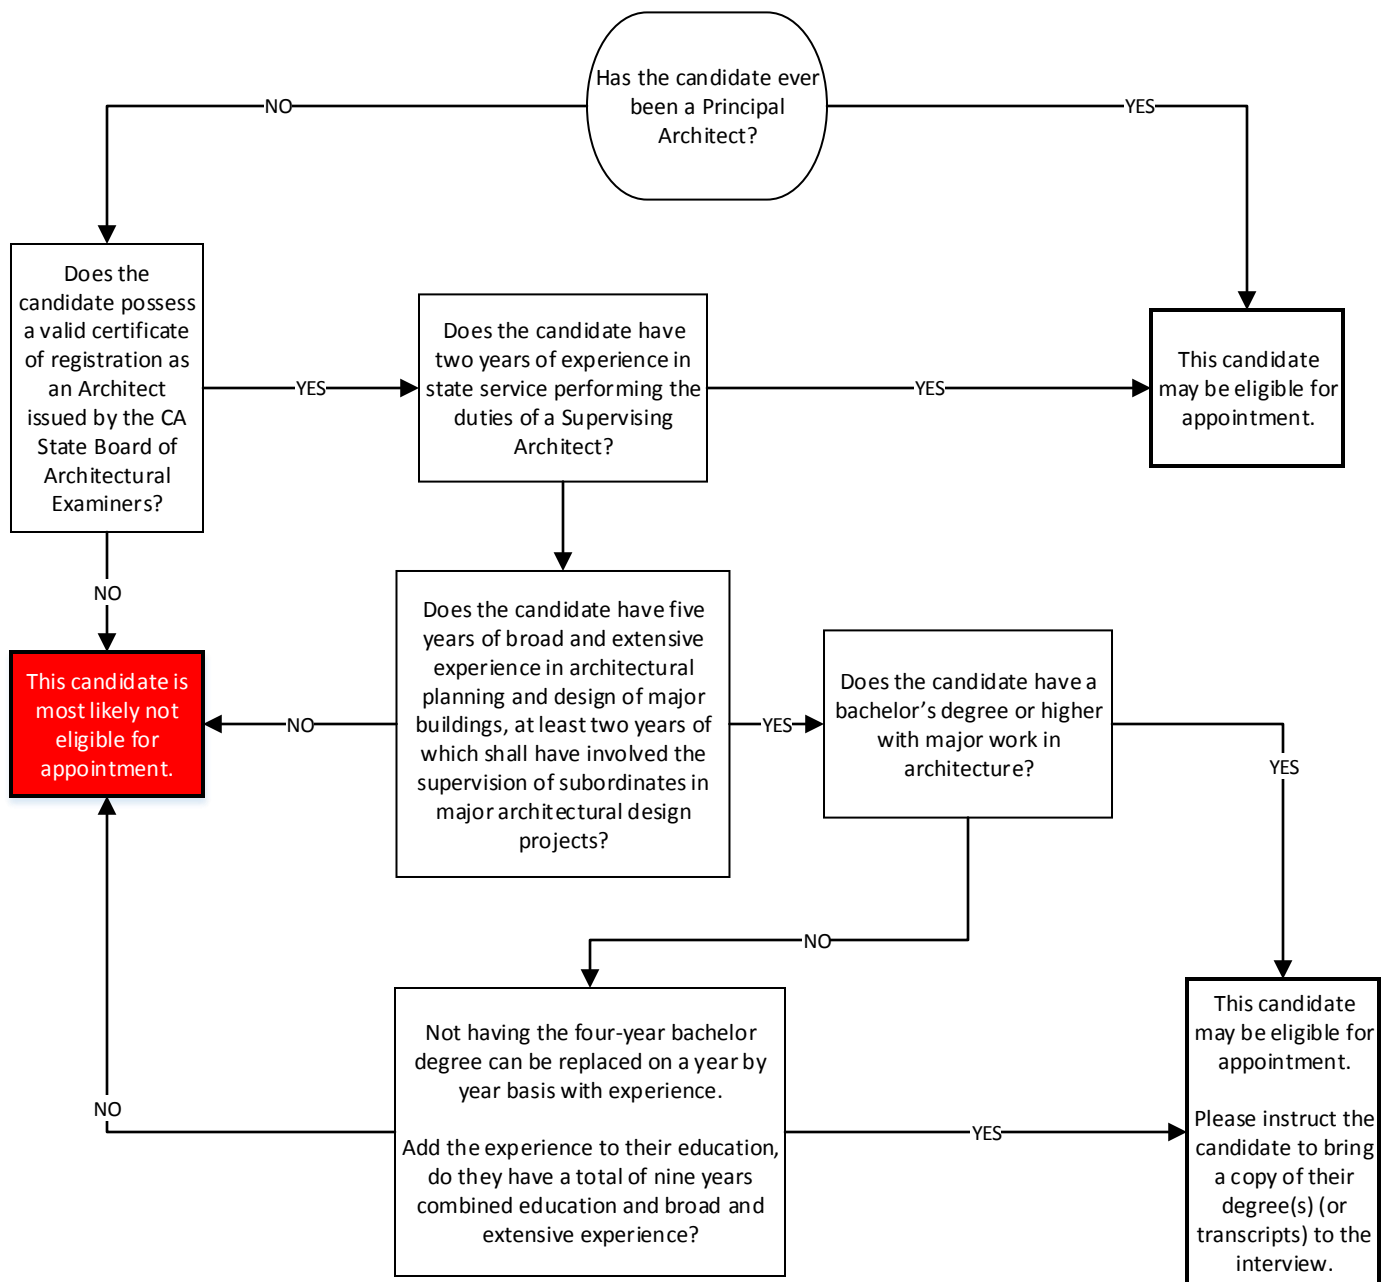 Has the candidate ever
been a Principal
Architect?
NO
YES
Does the
candidate possess
a valid certificate
of registration as
an Architect
issued by the CA
State Board of
Architectural
Examiners?
YES
Does the candidate have
two years of experience in
state service performing the
duties of a Supervising
Architect?
YES
This candidate
may be eligible for
appointment.
NO
This candidate is
most likely not
eligible for
appointment.
NO
Does the candidate have five
years of broad and extensive
experience in architectural
planning and design of major
buildings, at least two years of
which shall have involved the
supervision of subordinates in
major architectural design
projects?
YES
Does the candidate have a
bachelor’s degree or higher
with major work in
architecture?
YES
NO
NO
Not having the four-year bachelor
degree can be replaced on a year by
year basis with experience.
Add the experience to their education,
do they have a total of nine years
combined education and broad and
extensive experience?
YES
This candidate
may be eligible for
appointment.
Please instruct the
candidate to bring
a copy of their
degree(s) (or
transcripts) to the
interview.